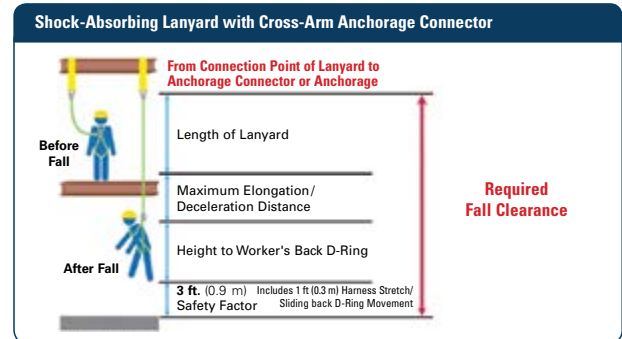 Shock-Absorbing Lanyard with Cross-Arm Anchorage Connector
From Connection Point of Lanyard to
Anchorage Connector or Anchorage
Before
Fall
Length of Lanyard
Maximum Elongation/
Deceleration Distance
Required
Fall Clearance
Height to Worker's Back D-Ring
After Fall
3 ft. (0.9 m) Includes 1 ft (0.3 m) Harness Stretch/
Safety Factor Sliding back D-Ring Movement